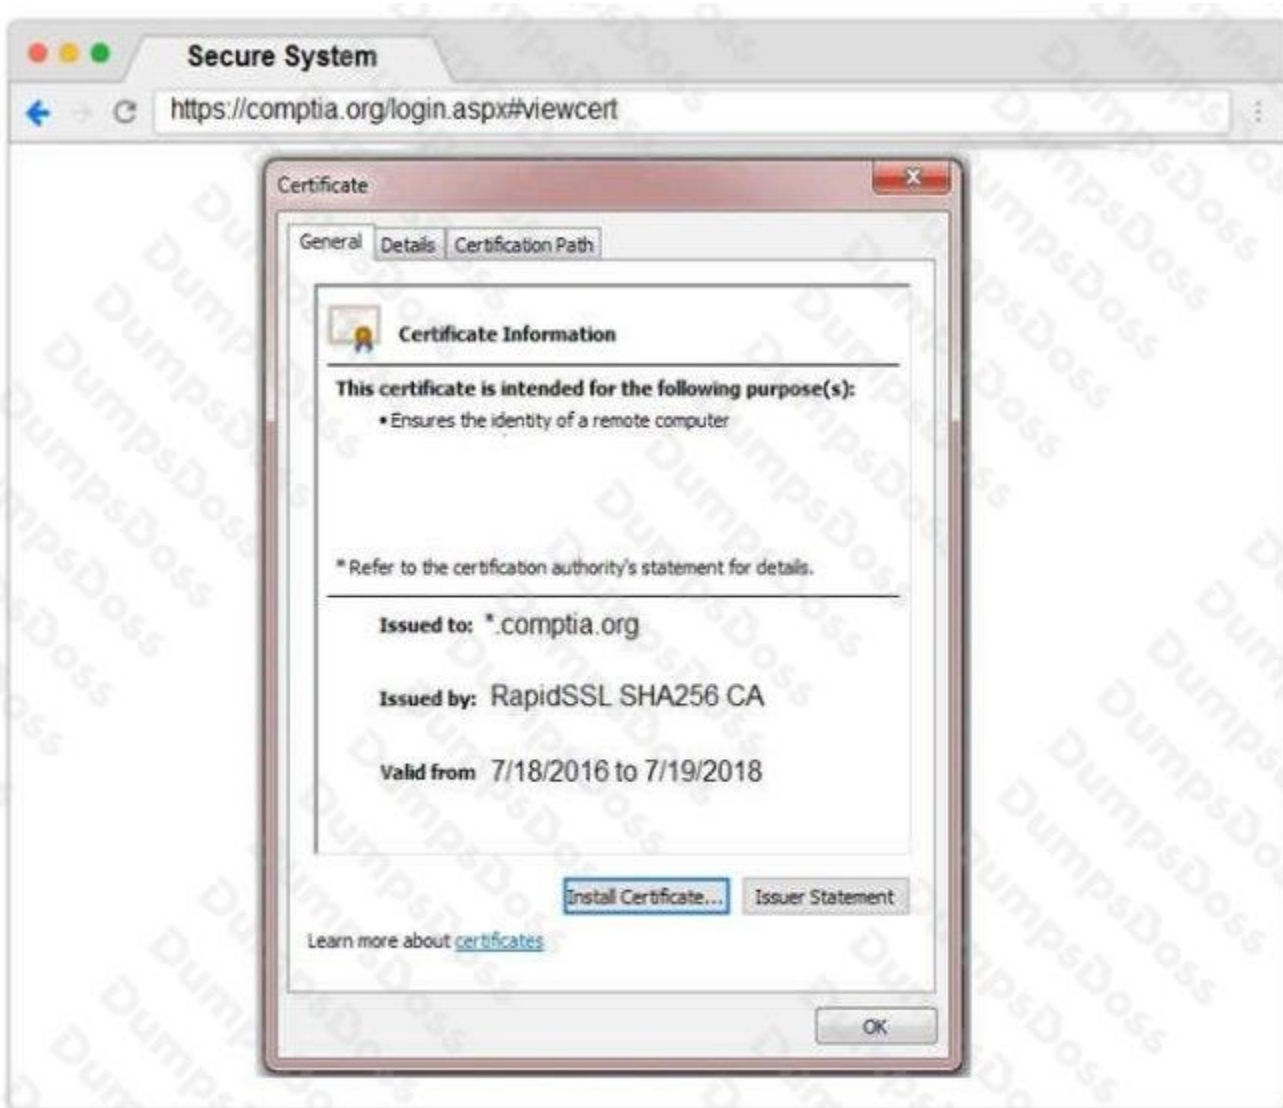 Secure System
https://comptia.org/login.aspx#viewcert
Certificate
General Details Certification Path
Certificate Information
This certificate is intended for the following purpose(s):
• Ensures the identity of a remote computer
* Refer to the certification authority's statement for details.
Issued to: *.comptia.org
Issued by: RapidSSL SHA256 CA
Valid from 7/18/2016 to 7/19/2018
Install Certificate... Issuer Statement
Learn more about certificates
OK
DumpsDoss